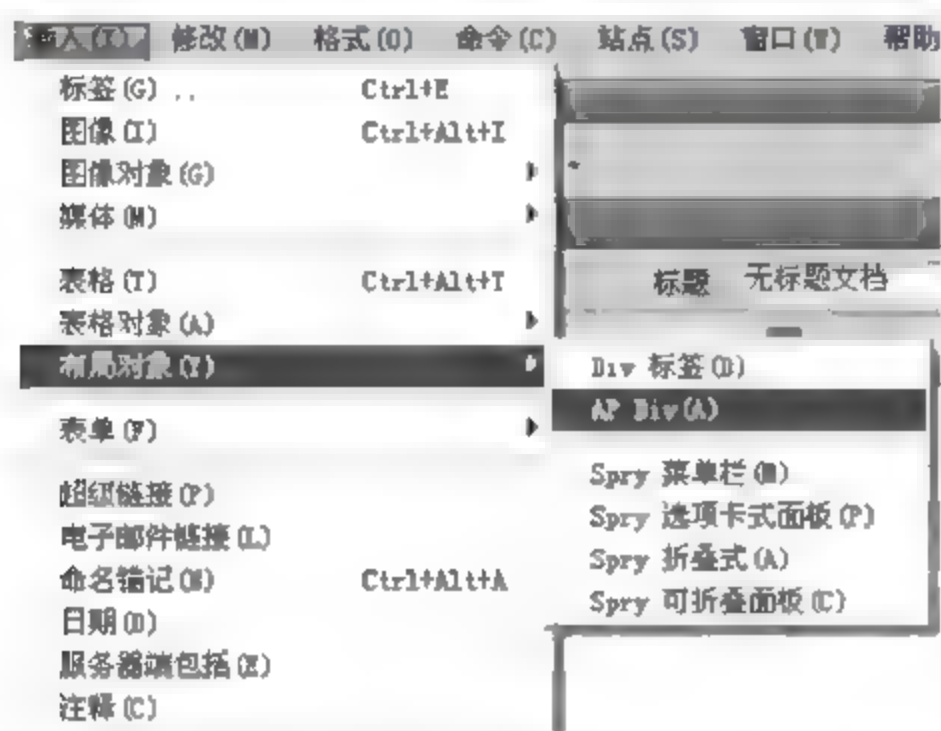 插入(I) 修改(M) 格式(O) 命令(C) 站点(S) 窗口(W) 帮助
标签(G)... Ctrl+E
图像(I) Ctrl+Alt+I
图像对象(G)
媒体(M)
表格(T) Ctrl+Alt+T
标题 无标题文档
表格对象(A)
布局对象(Y)
Div 标签(D)
AP Div(A)
表单(F)
Spry 菜单栏(M)
超级链接(P)
Spry 选项卡式面板(P)
电子邮件链接(L)
Spry 折叠式(A)
命名锚记(N) Ctrl+Alt+A
Spry 可折叠面板(C)
日期(D)
服务器端包括(E)
注释(C)